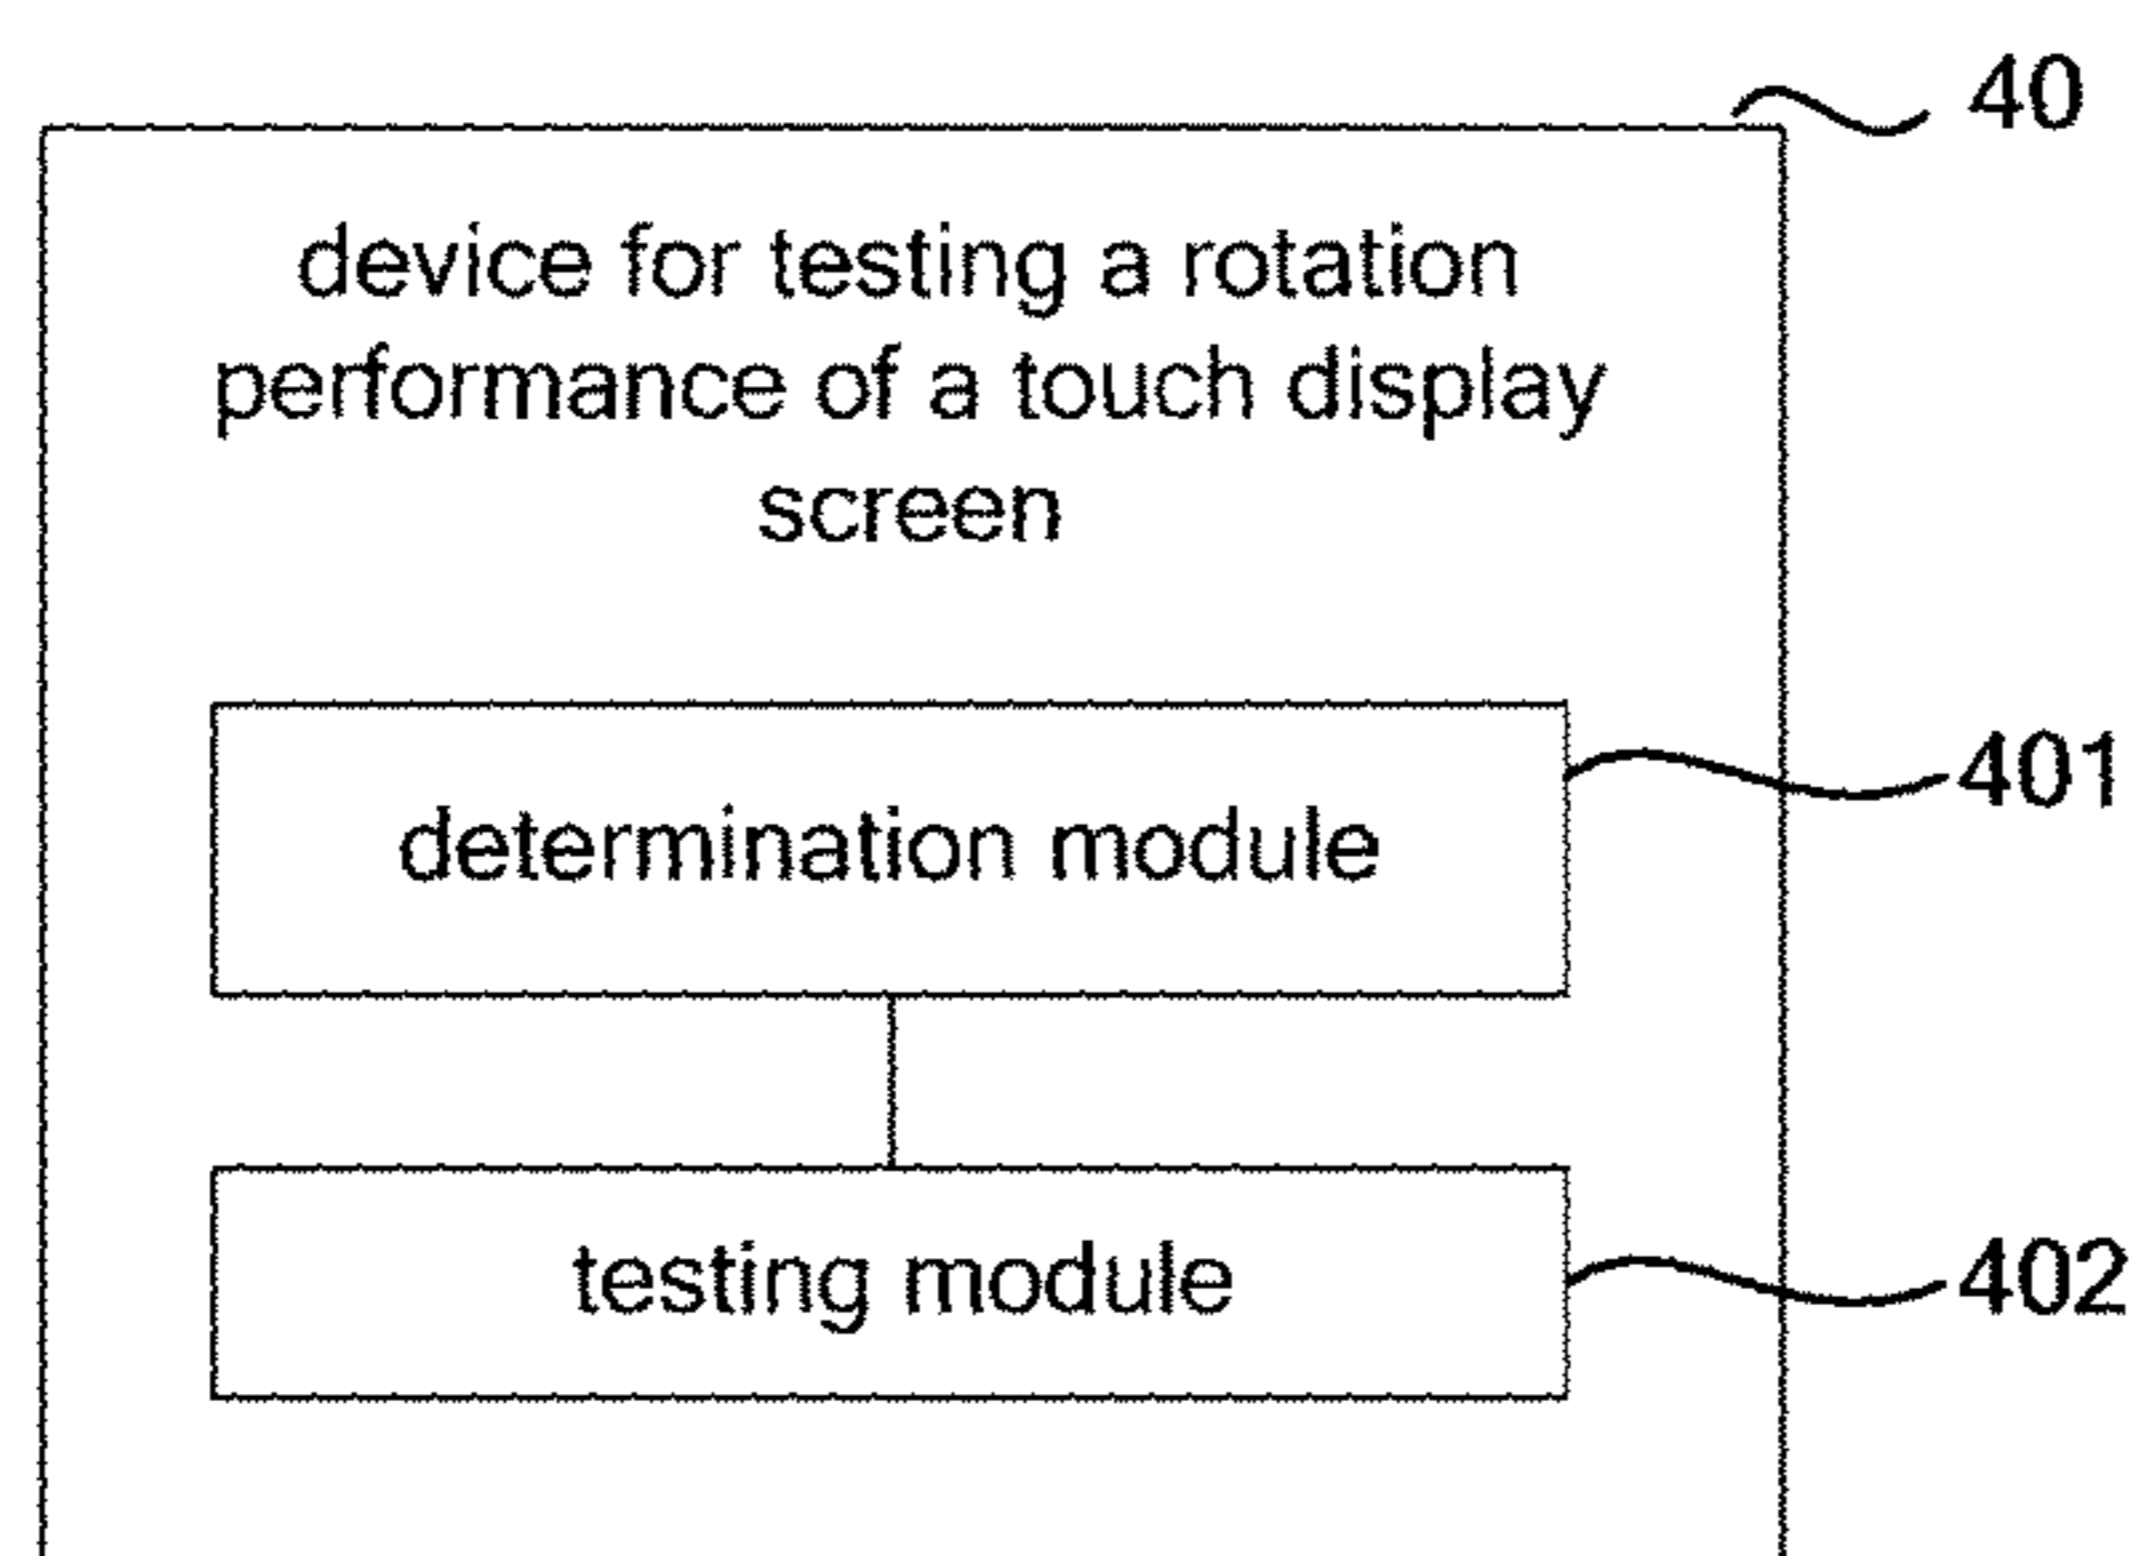 40
device for testing a rotation
performance of a touch display
screen
401
determination module
402
testing module